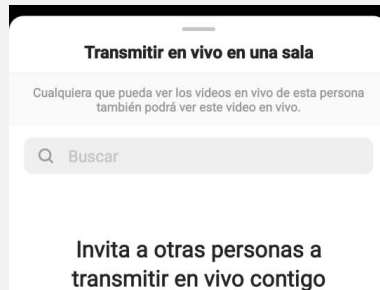 Transmitir en vivo en una sala
Cualquiera que pueda ver los videos en vivo de esta persona
también podrá ver este video en vivo.
Buscar
Invita a otras personas a
transmitir en vivo contigo